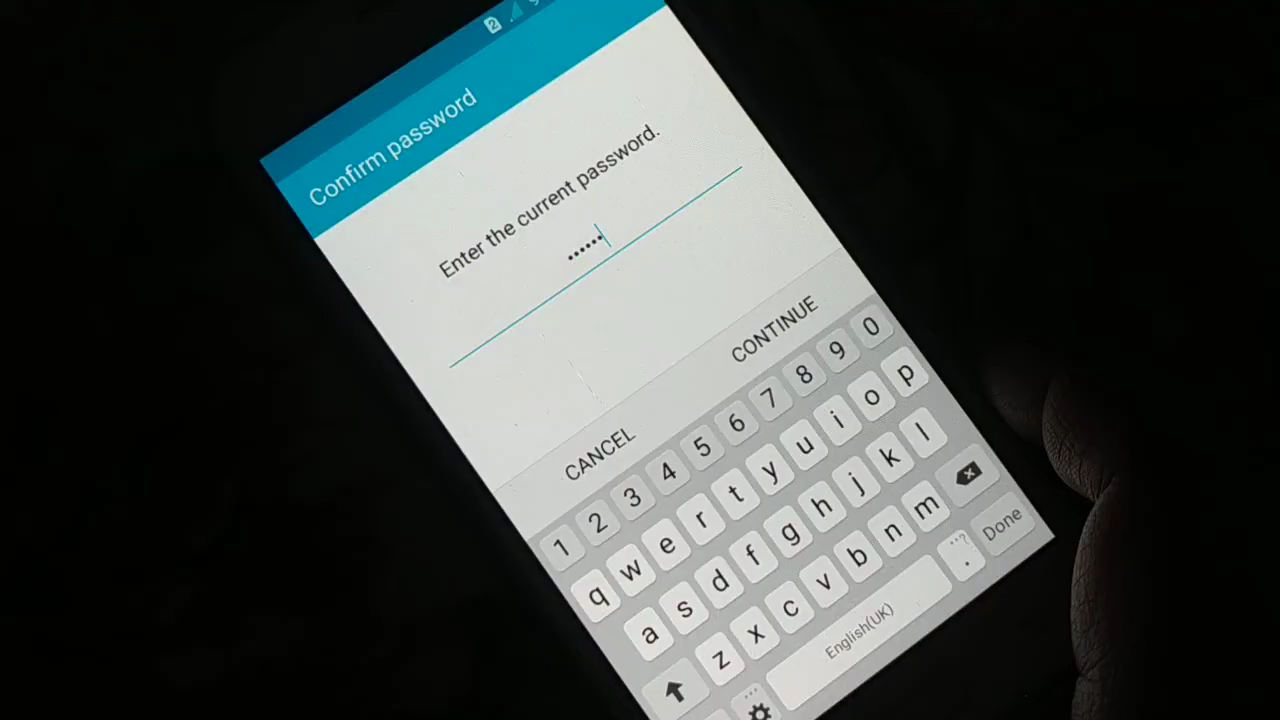 2
Confirm password
Enter the current password.
••••••
CANCEL CONTINUE
1 2 3 4 5 6 7 8 9 0
q w e r t y u i o p
a s d f g h j k l
z x c v b n m
English(UK) . Done